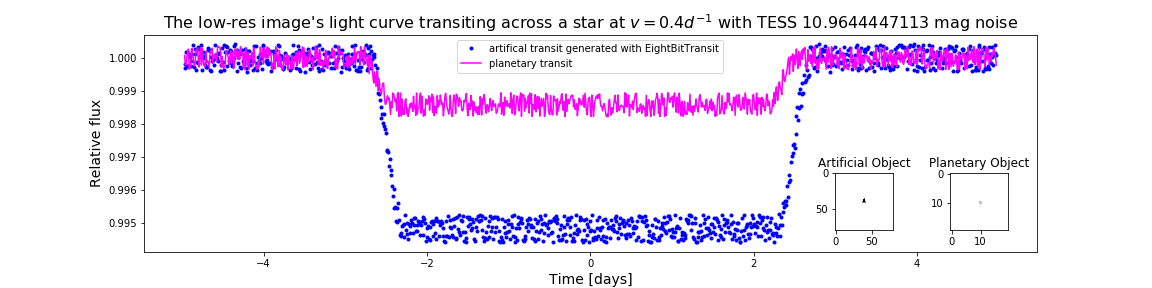 The low-res image's light curve transiting across a star at v = 0.4d⁻¹ with TESS 10.9644447113 mag noise
artifical transit generated with EightBitTransit
planetary transit
Relative flux
1.000
0.999
0.998
0.997
0.996
0.995
Artificial Object
0
50
0 50
Planetary Object
0
10
0 10
−4 −2 0 2 4
Time [days]